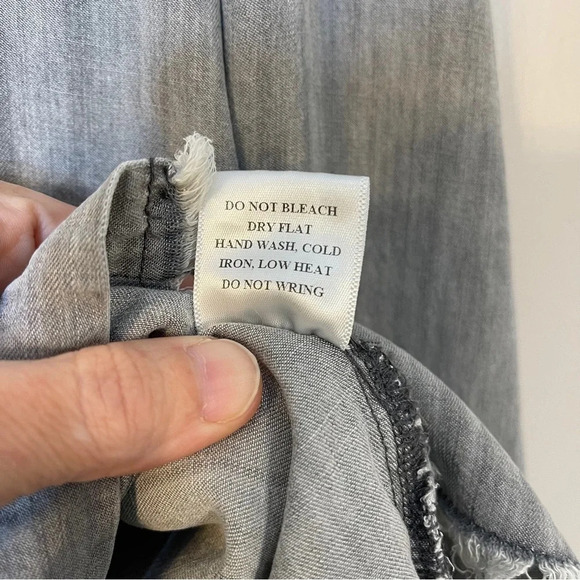 DO NOT BLEACH
DRY FLAT
HAND WASH, COLD
IRON, LOW HEAT
DO NOT WRING